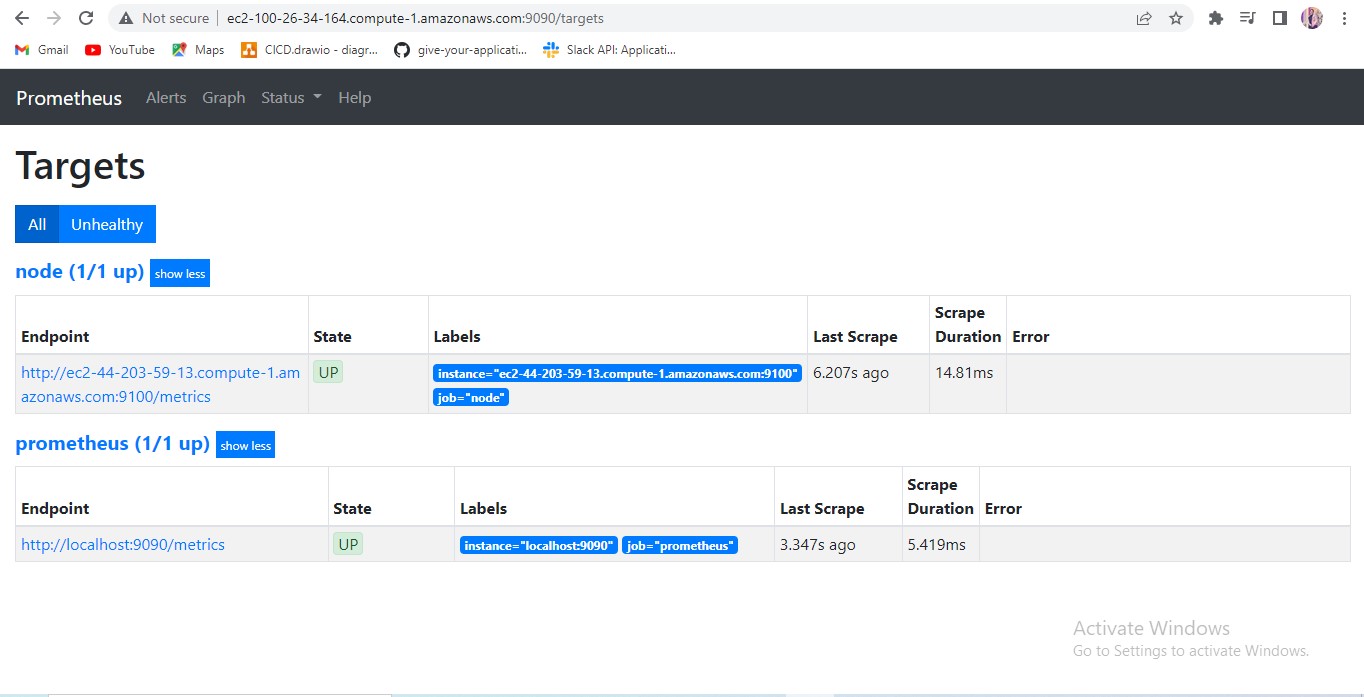 Not secure | ec2-100-26-34-164.compute-1.amazonaws.com:9090/targets
Gmail YouTube Maps CICD.drawio - diagr... give-your-applicati... Slack API: Applicati...
Prometheus Alerts Graph Status Help
Targets
All Unhealthy
node (1/1 up) show less
Endpoint State Labels Last Scrape Scrape Duration Error
http://ec2-44-203-59-13.compute-1.am UP instance="ec2-44-203-59-13.compute-1.amazonaws.com:9100" 6.207s ago 14.81ms
azonaws.com:9100/metrics job="node"
prometheus (1/1 up) show less
Endpoint State Labels Last Scrape Scrape Duration Error
http://localhost:9090/metrics UP instance="localhost:9090" job="prometheus" 3.347s ago 5.419ms
Activate Windows
Go to Settings to activate Windows.